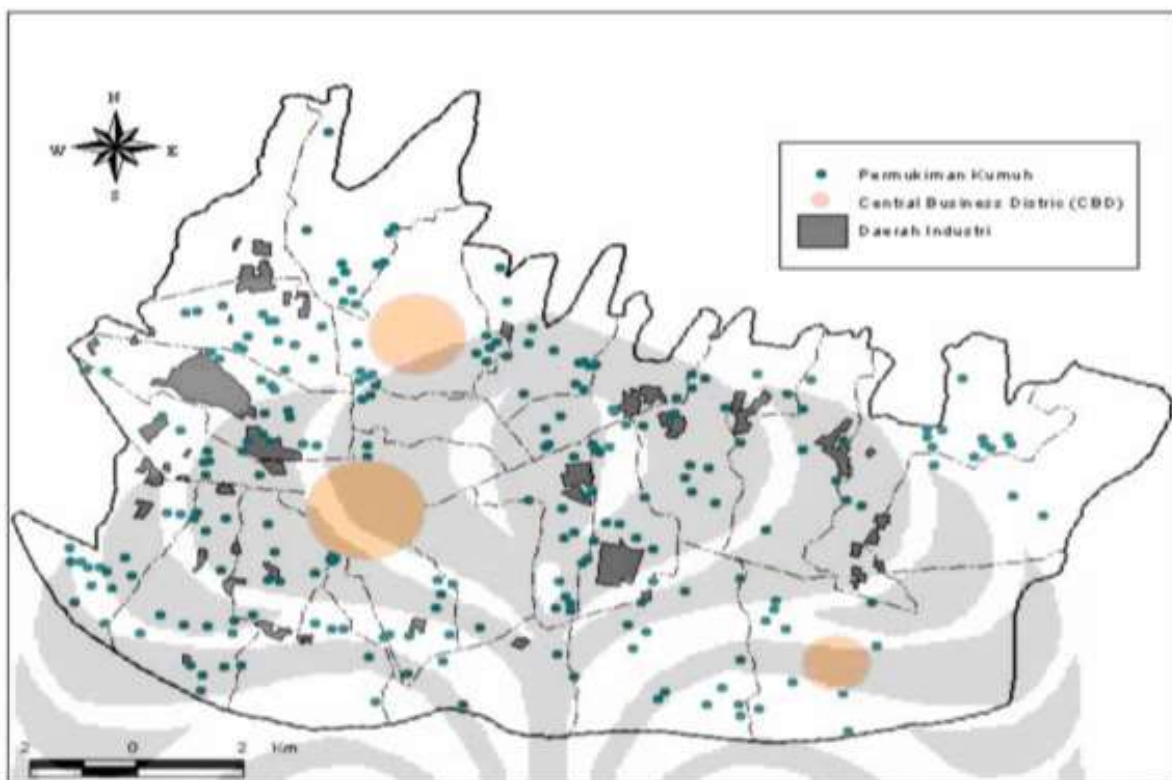 N
W E
S
Permukiman Kumuh
Central Business Distric (CBD)
Daerah Industri
2 0 2 Km